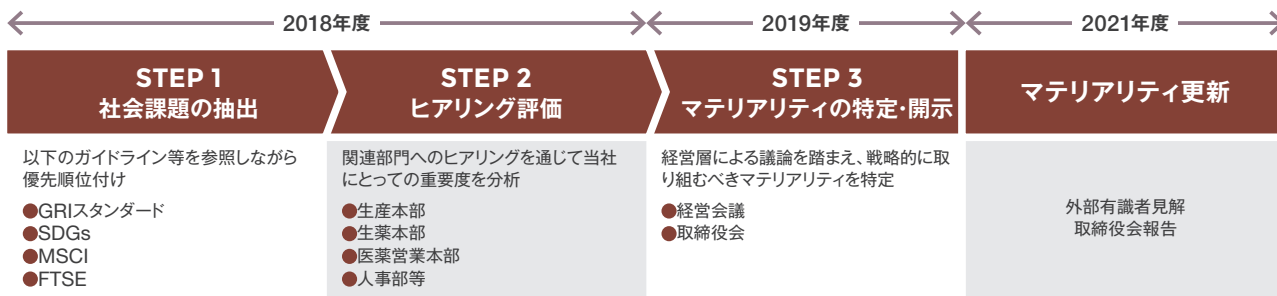 2018年度
2019年度
2021年度
STEP 1
社会課題の抽出
STEP 2
ヒアリング評価
STEP 3
マテリアリティの特定・開示
マテリアリティ更新
以下のガイドライン等を参照しながら
優先順位付け
●GRIスタンダード
●SDGs
●MSCI
●FTSE
関連部門へのヒアリングを通じて当社
にとっての重要度を分析
●生産本部
●生薬本部
●医薬営業本部
●人事部等
経営層による議論を踏まえ、戦略的に取
り組むべきマテリアリティを特定
●経営会議
●取締役会
外部有識者見解
取締役会報告